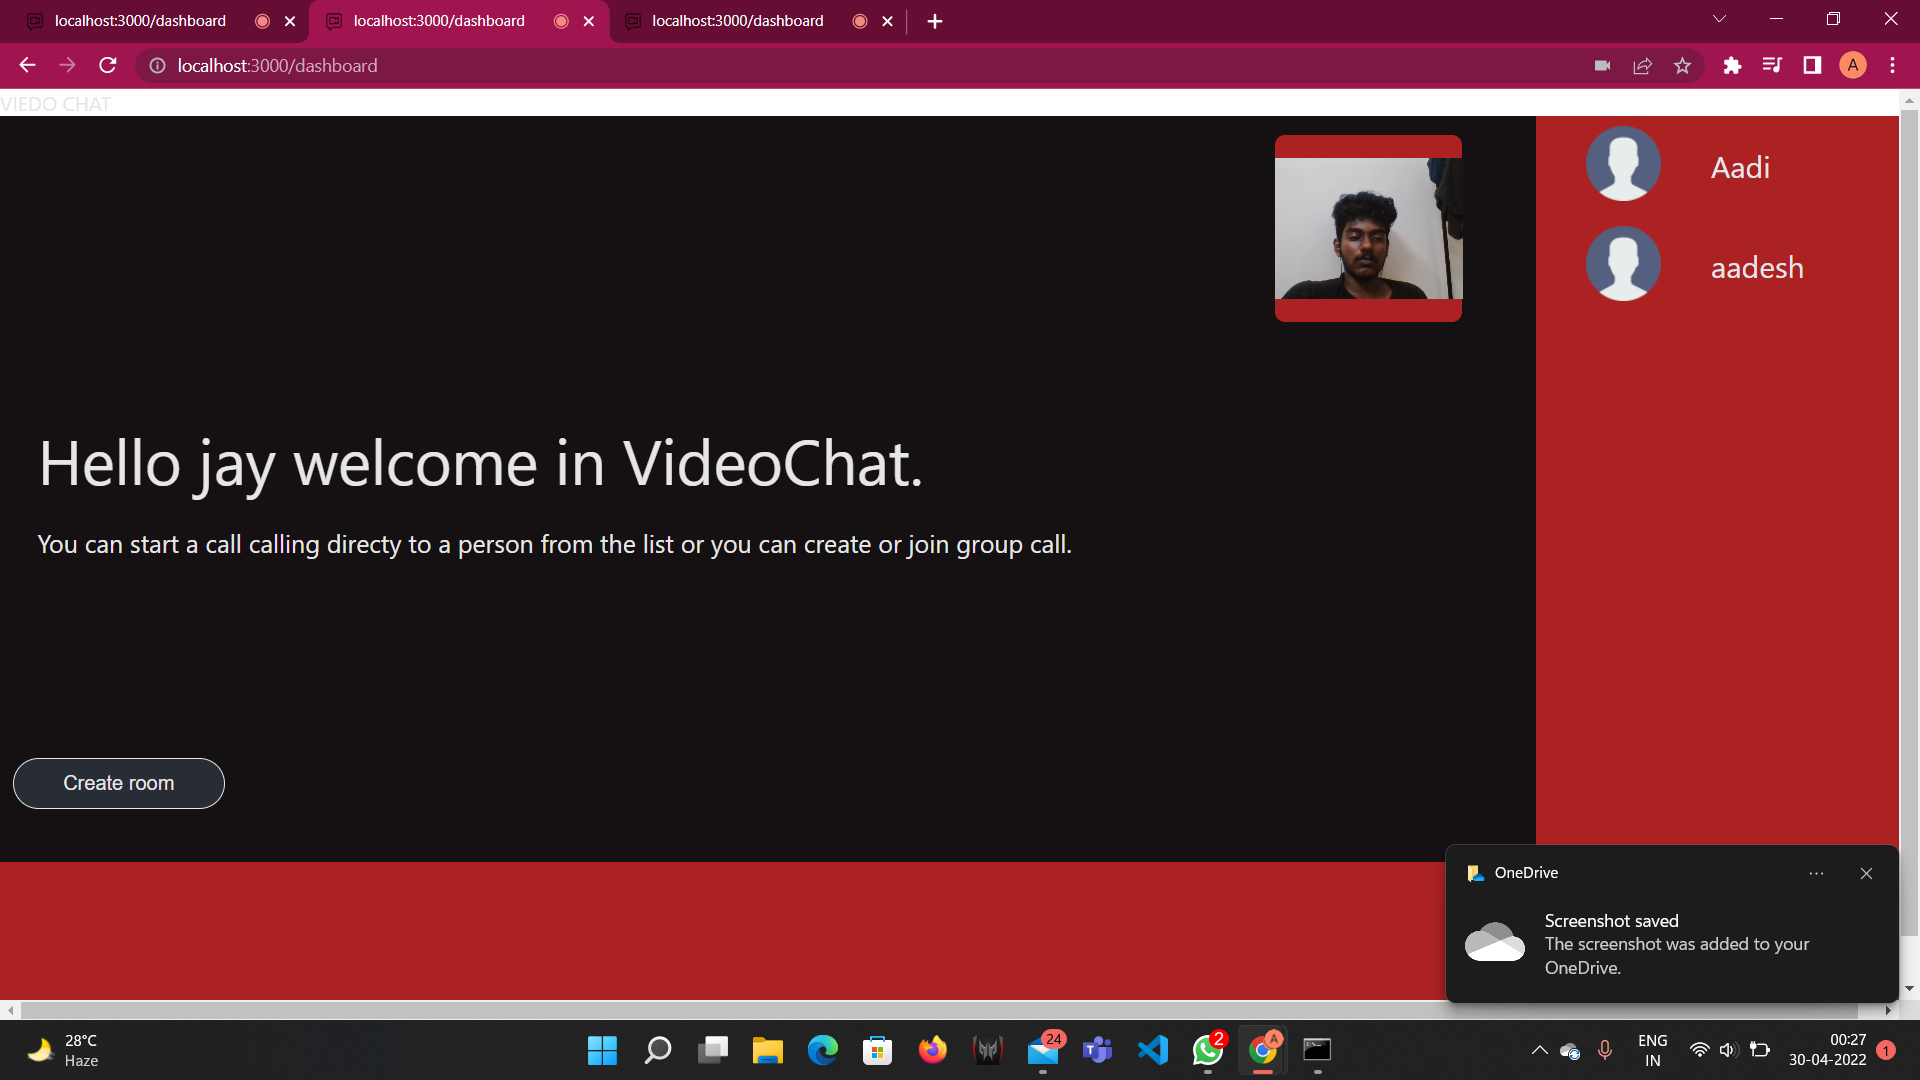 localhost:3000/dashboard
localhost:3000/dashboard
localhost:3000/dashboard
localhost:3000/dashboard
A
VIEDO CHAT
Aadi
aadesh
Hello jay welcome in VideoChat.
You can start a call calling directy to a person from the list or you can create or join group call.
Create room
OneDrive
Screenshot saved
The screenshot was added to your
OneDrive.
28°C
Haze
24
2
A
ENG
IN
00:27
30-04-2022
1